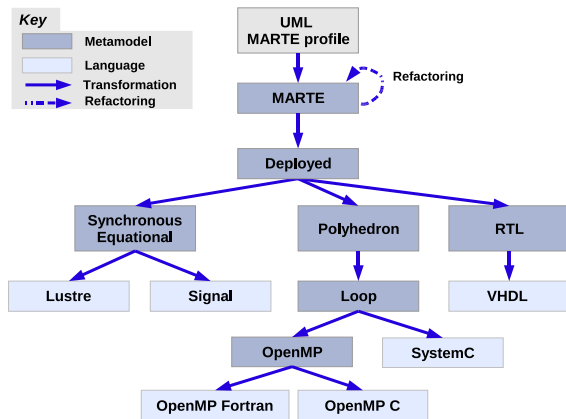 Key
Metamodel
Language
Transformation
Refactoring
UML
MARTE profile
Refactoring
MARTE
Deployed
Synchronous
Equational
Polyhedron
RTL
Lustre
Signal
Loop
VHDL
OpenMP
SystemC
OpenMP Fortran
OpenMP C